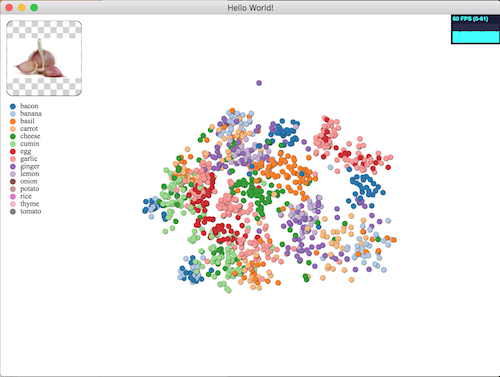 Hello World!
60 FPS (0-61)
bacon
banana
basil
carrot
cheese
cumin
egg
garlic
ginger
lemon
onion
potato
rice
thyme
tomato